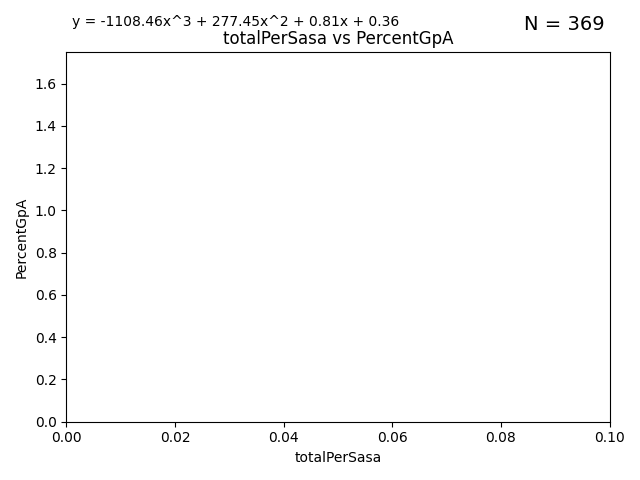 y = -1108.46x^3 + 277.45x^2 + 0.81x + 0.36
N = 369
totalPerSasa vs PercentGpA
PercentGpA
1.6
1.4
1.2
1.0
0.8
0.6
0.4
0.2
0.0
0.00 0.02 0.04 0.06 0.08 0.10
totalPerSasa